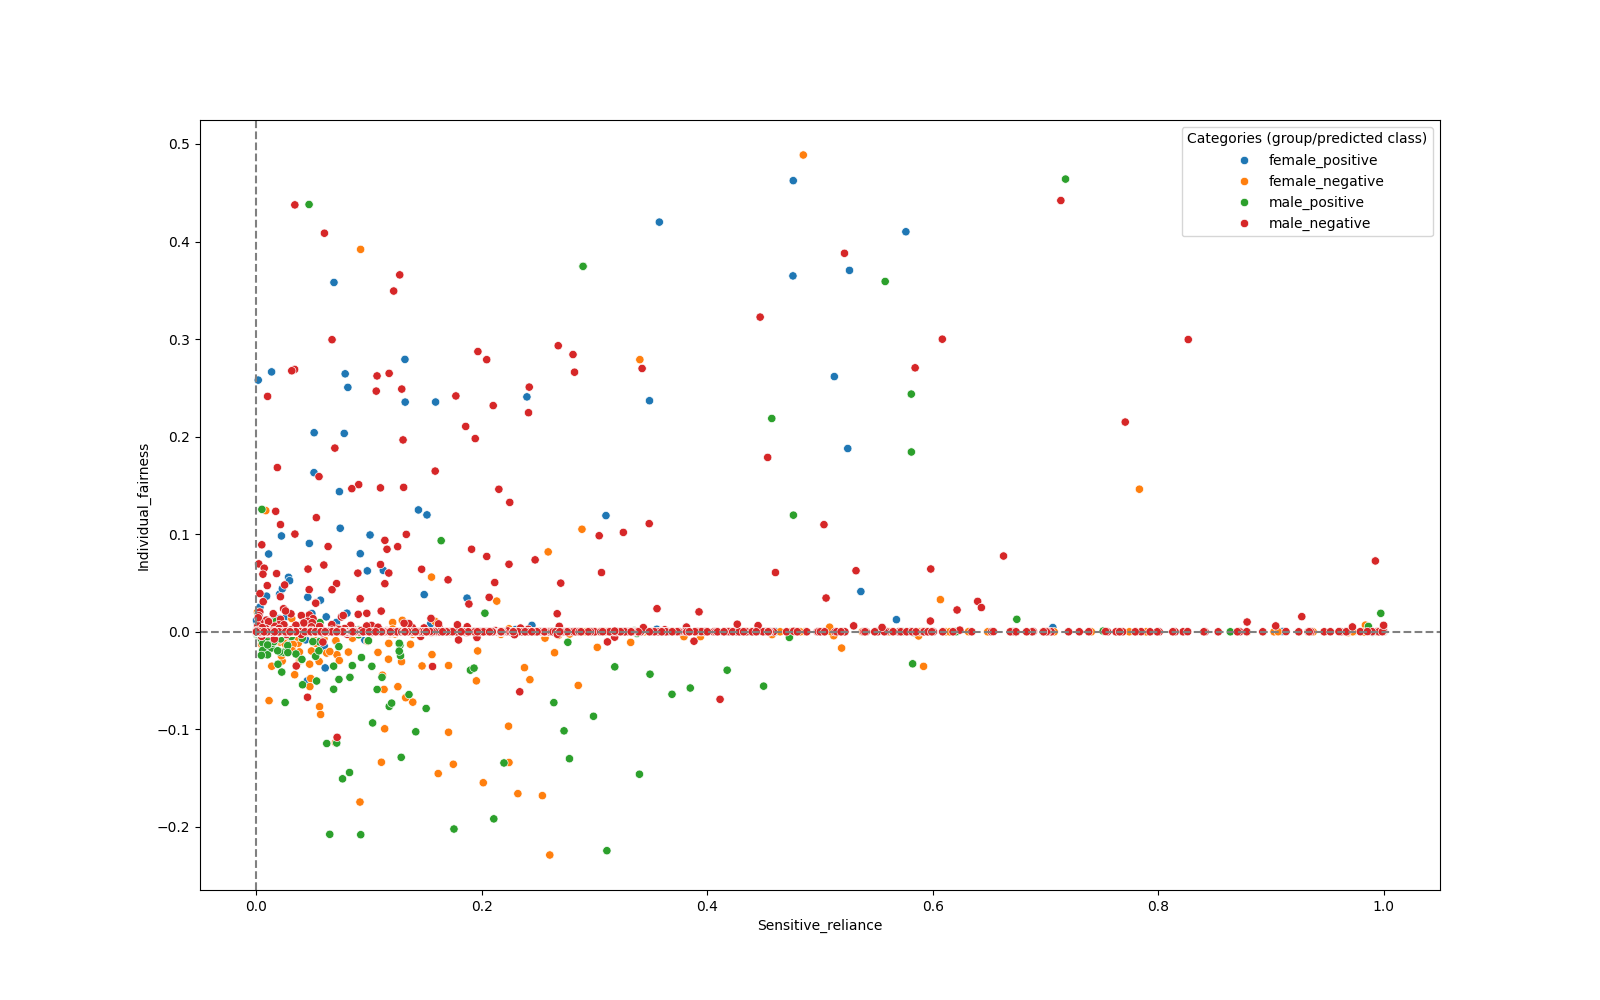 Categories (group/predicted class)
female_positive
female_negative
male_positive
male_negative
0.5
0.4
0.3
0.2
0.1
0.0
−0.1
−0.2
Individual_fairness
0.0
0.2
0.4
0.6
0.8
1.0
Sensitive_reliance